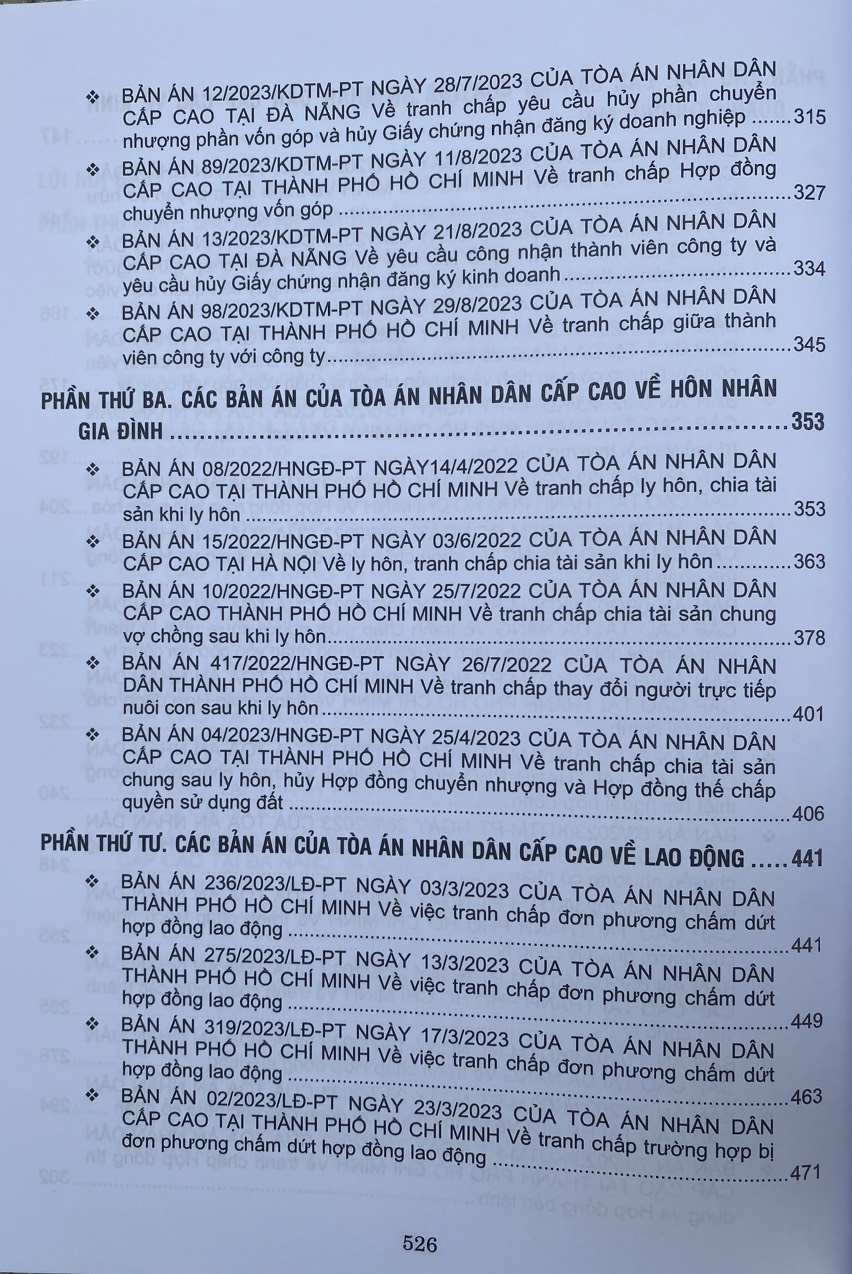 ❖ BẢN ÁN 12/2023/KDTM-PT NGÀY 28/7/2023 CỦA TÒA ÁN NHÂN DÂN
CẤP CAO TẠI ĐÀ NẴNG Về tranh chấp yêu cầu hủy phần chuyển
nhượng phần vốn góp và hủy Giấy chứng nhận đăng ký doanh nghiệp .......315
❖ BẢN ÁN 89/2023/KDTM-PT NGÀY 11/8/2023 CỦA TÒA ÁN NHÂN DÂN
CẤP CAO TẠI THÀNH PHỐ HỒ CHÍ MINH Về tranh chấp Hợp đồng
chuyển nhượng vốn góp ..........327
❖ BẢN ÁN 13/2023/KDTM-PT NGÀY 21/8/2023 CỦA TÒA ÁN NHÂN DÂN
CẤP CAO TẠI ĐÀ NẴNG Về yêu cầu công nhận thành viên công ty và
yêu cầu hủy Giấy chứng nhận đăng ký kinh doanh ..........334
❖ BẢN ÁN 98/2023/KDTM-PT NGÀY 29/8/2023 CỦA TÒA ÁN NHÂN DÂN
CẤP CAO TẠI THÀNH PHỐ HỒ CHÍ MINH Về tranh chấp giữa thành
viên công ty với công ty ..........345
PHẦN THỨ BA. CÁC BẢN ÁN CỦA TÒA ÁN NHÂN DÂN CẤP CAO VỀ HÔN NHÂN
GIA ĐÌNH ..........353
❖ BẢN ÁN 08/2022/HNGĐ-PT NGÀY14/4/2022 CỦA TÒA ÁN NHÂN DÂN
CẤP CAO TẠI THÀNH PHỐ HỒ CHÍ MINH Về tranh chấp ly hôn, chia tài
sản khi ly hôn ..........353
❖ BẢN ÁN 15/2022/HNGĐ-PT NGÀY 03/6/2022 CỦA TÒA ÁN NHÂN DÂN
CẤP CAO TẠI HÀ NỘI Về ly hôn, tranh chấp chia tài sản khi ly hôn ..........363
❖ BẢN ÁN 10/2022/HNGĐ-PT NGÀY 25/7/2022 CỦA TÒA ÁN NHÂN DÂN
CẤP CAO THÀNH PHỐ HỒ CHÍ MINH Về tranh chấp chia tài sản chung
vợ chồng sau khi ly hôn ..........378
❖ BẢN ÁN 417/2022/HNGĐ-PT NGÀY 26/7/2022 CỦA TÒA ÁN NHÂN
DÂN THÀNH PHỐ HỒ CHÍ MINH Về tranh chấp thay đổi người trực tiếp
nuôi con sau khi ly hôn ..........401
❖ BẢN ÁN 04/2023/HNGĐ-PT NGÀY 25/4/2023 CỦA TÒA ÁN NHÂN DÂN
CẤP CAO TẠI THÀNH PHỐ HỒ CHÍ MINH Về tranh chấp chia tài sản
chung sau ly hôn, hủy Hợp đồng chuyển nhượng và Hợp đồng thế chấp
quyền sử dụng đất ..........406
PHẦN THỨ TƯ. CÁC BẢN ÁN CỦA TÒA ÁN NHÂN DÂN CẤP CAO VỀ LAO ĐỘNG .....441
❖ BẢN ÁN 236/2023/LĐ-PT NGÀY 03/3/2023 CỦA TÒA ÁN NHÂN DÂN
THÀNH PHỐ HỒ CHÍ MINH Về việc tranh chấp đơn phương chấm dứt
hợp đồng lao động ..........441
❖ BẢN ÁN 275/2023/LĐ-PT NGÀY 13/3/2023 CỦA TÒA ÁN NHÂN DÂN
THÀNH PHỐ HỒ CHÍ MINH Về việc tranh chấp đơn phương chấm dứt
hợp đồng lao động ..........449
❖ BẢN ÁN 319/2023/LĐ-PT NGÀY 17/3/2023 CỦA TÒA ÁN NHÂN DÂN
THÀNH PHỐ HỒ CHÍ MINH Về việc tranh chấp đơn phương chấm dứt
hợp đồng lao động ..........463
❖ BẢN ÁN 02/2023/LĐ-PT NGÀY 23/3/2023 CỦA TÒA ÁN NHÂN DÂN
CẤP CAO TẠI THÀNH PHỐ HỒ CHÍ MINH Về tranh chấp trường hợp bị
đơn phương chấm dứt hợp đồng lao động ..........471
526